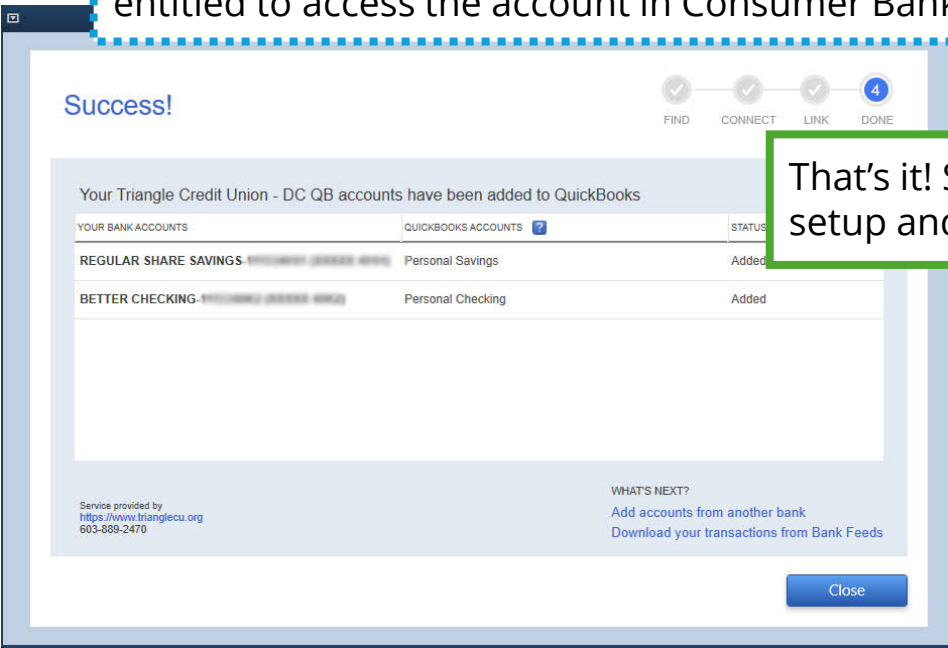 entitled to access the account in Consumer Bank
Success!
FIND CONNECT LINK 4 DONE
That's it! S
setup and
Your Triangle Credit Union - DC QB accounts have been added to QuickBooks
YOUR BANK ACCOUNTS QUICKBOOKS ACCOUNTS ? STATUS
REGULAR SHARE SAVINGS- Personal Savings Added
BETTER CHECKING- Personal Checking Added
Service provided by
https://www.trianglecu.org
603-889-2470
WHAT'S NEXT?
Add accounts from another bank
Download your transactions from Bank Feeds
Close